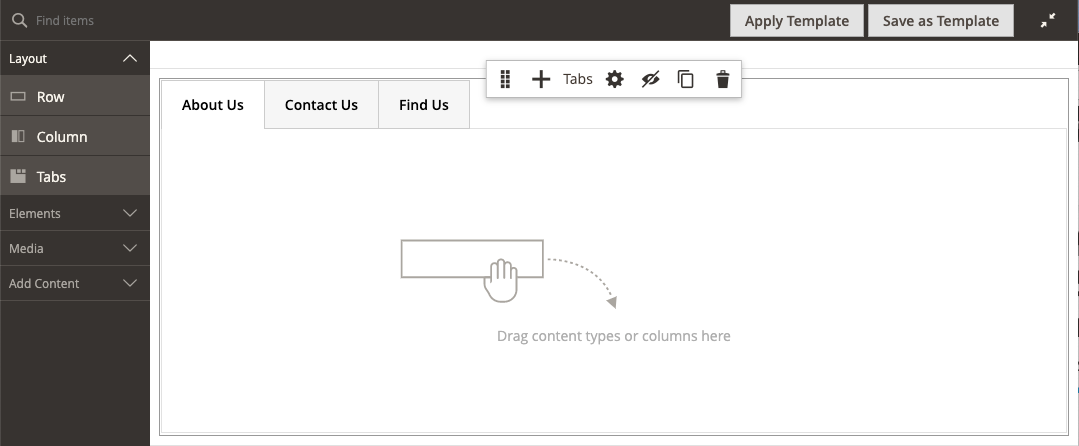 Find items
Apply Template
Save as Template
Layout
Row
Column
Tabs
Elements
Media
Add Content
Tabs
About Us
Contact Us
Find Us
Drag content types or columns here